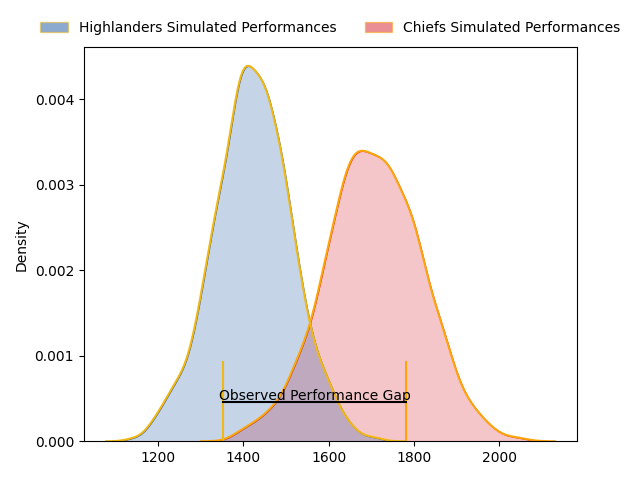 Highlanders Simulated Performances Chiefs Simulated Performances
0.004
0.003
Density
0.002
0.001
Observed Performance Gap
0.000
1200 1400 1600 1800 2000